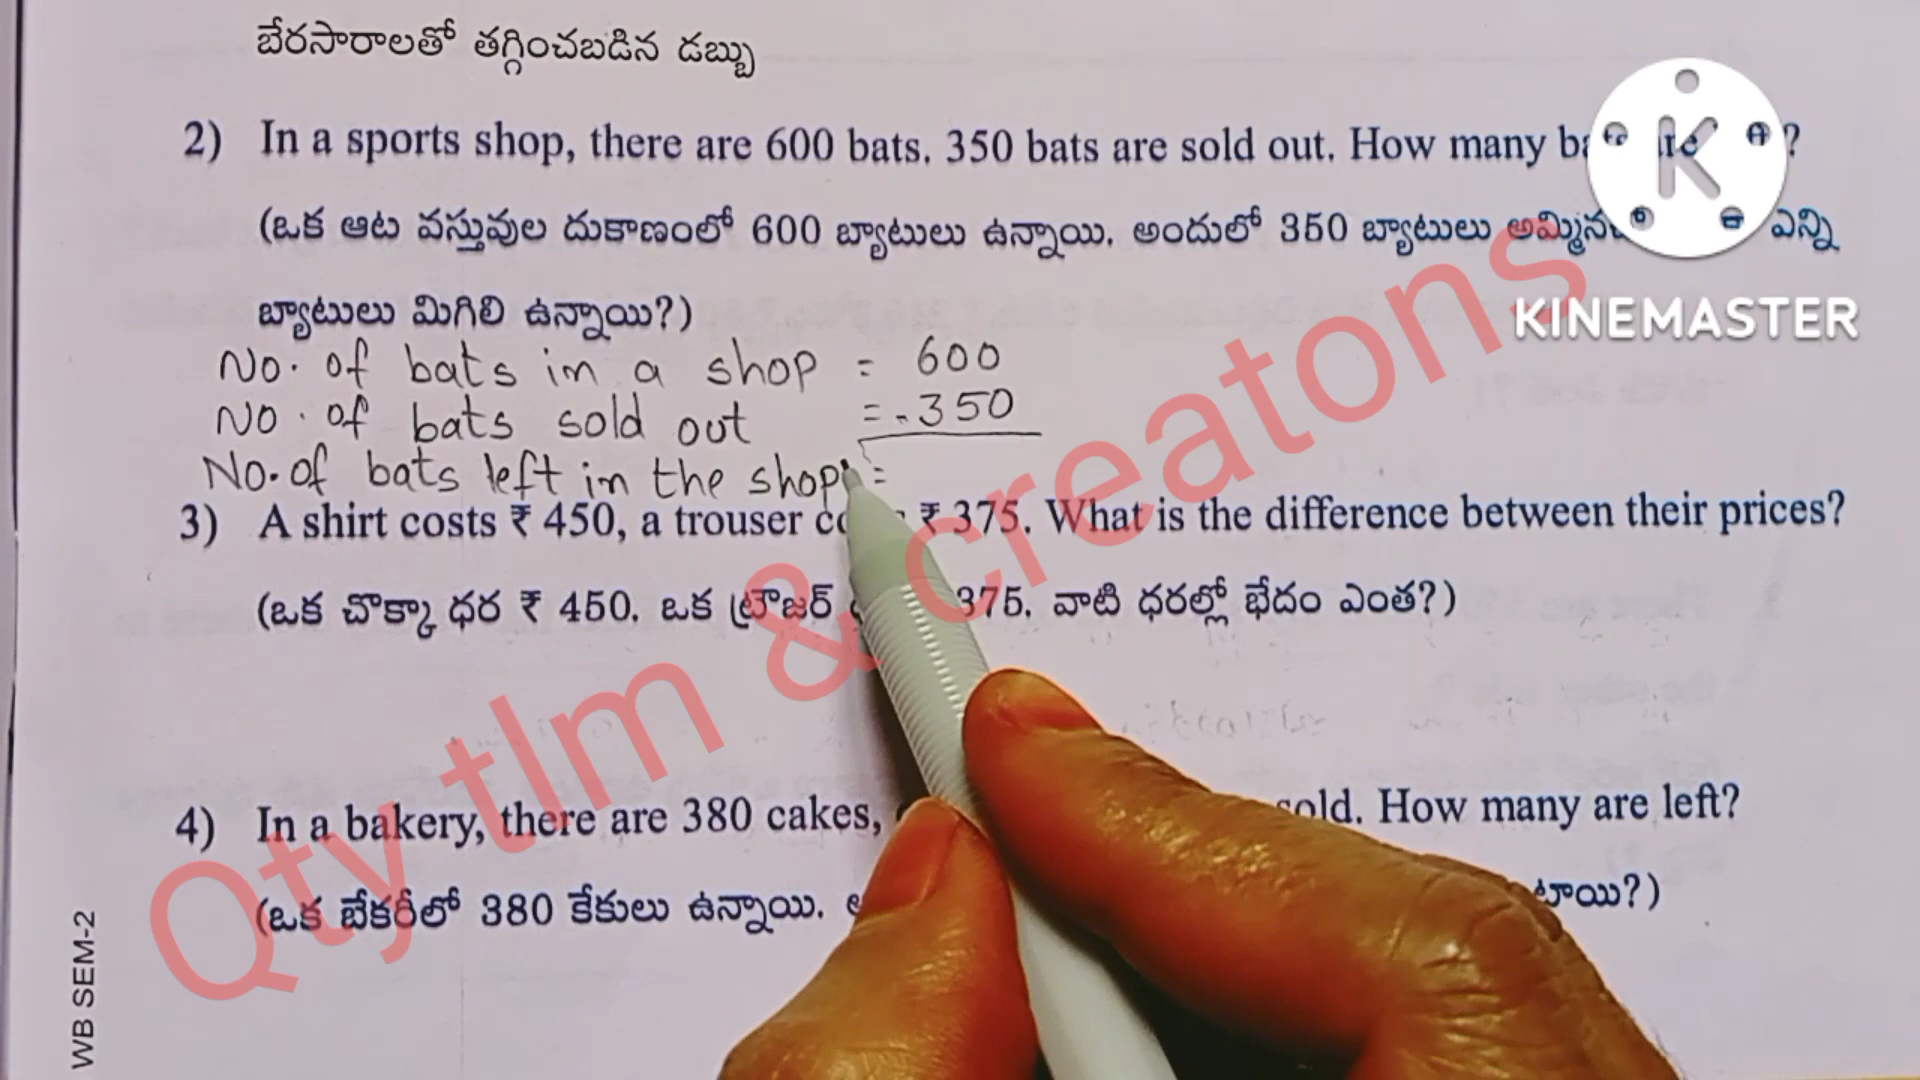 బేరసారాలతో తగ్గించబడిన డబ్బు
2) In a sports shop, there are 600 bats. 350 bats are sold out. How many ?
(ఒక ఆట వస్తువుల దుకాణంలో 600 బ్యాటులు ఉన్నాయి. అందులో 350 బ్యాటులు ఎన్ని
KINEMASTER
బ్యాటులు మిగిలి ఉన్నాయి?)
No. of bats in a shop = 600
No. of bats sold out = - 350
No. of bats left in the shop =
3) A shirt costs ₹ 450, a trouser ₹ 375. What is the difference between their prices?
(ఒక చొక్కా ధర ₹ 450. ఒక ట్రౌజర్ 375. వాటి ధరల్లో భేదం ఎంత?)
4) In a bakery, there are 380 cakes, sold. How many are left?
(ఒక బేకరీలో 380 కేకులు ఉన్నాయి.
WB SEM-2
Qty tlm & creatons